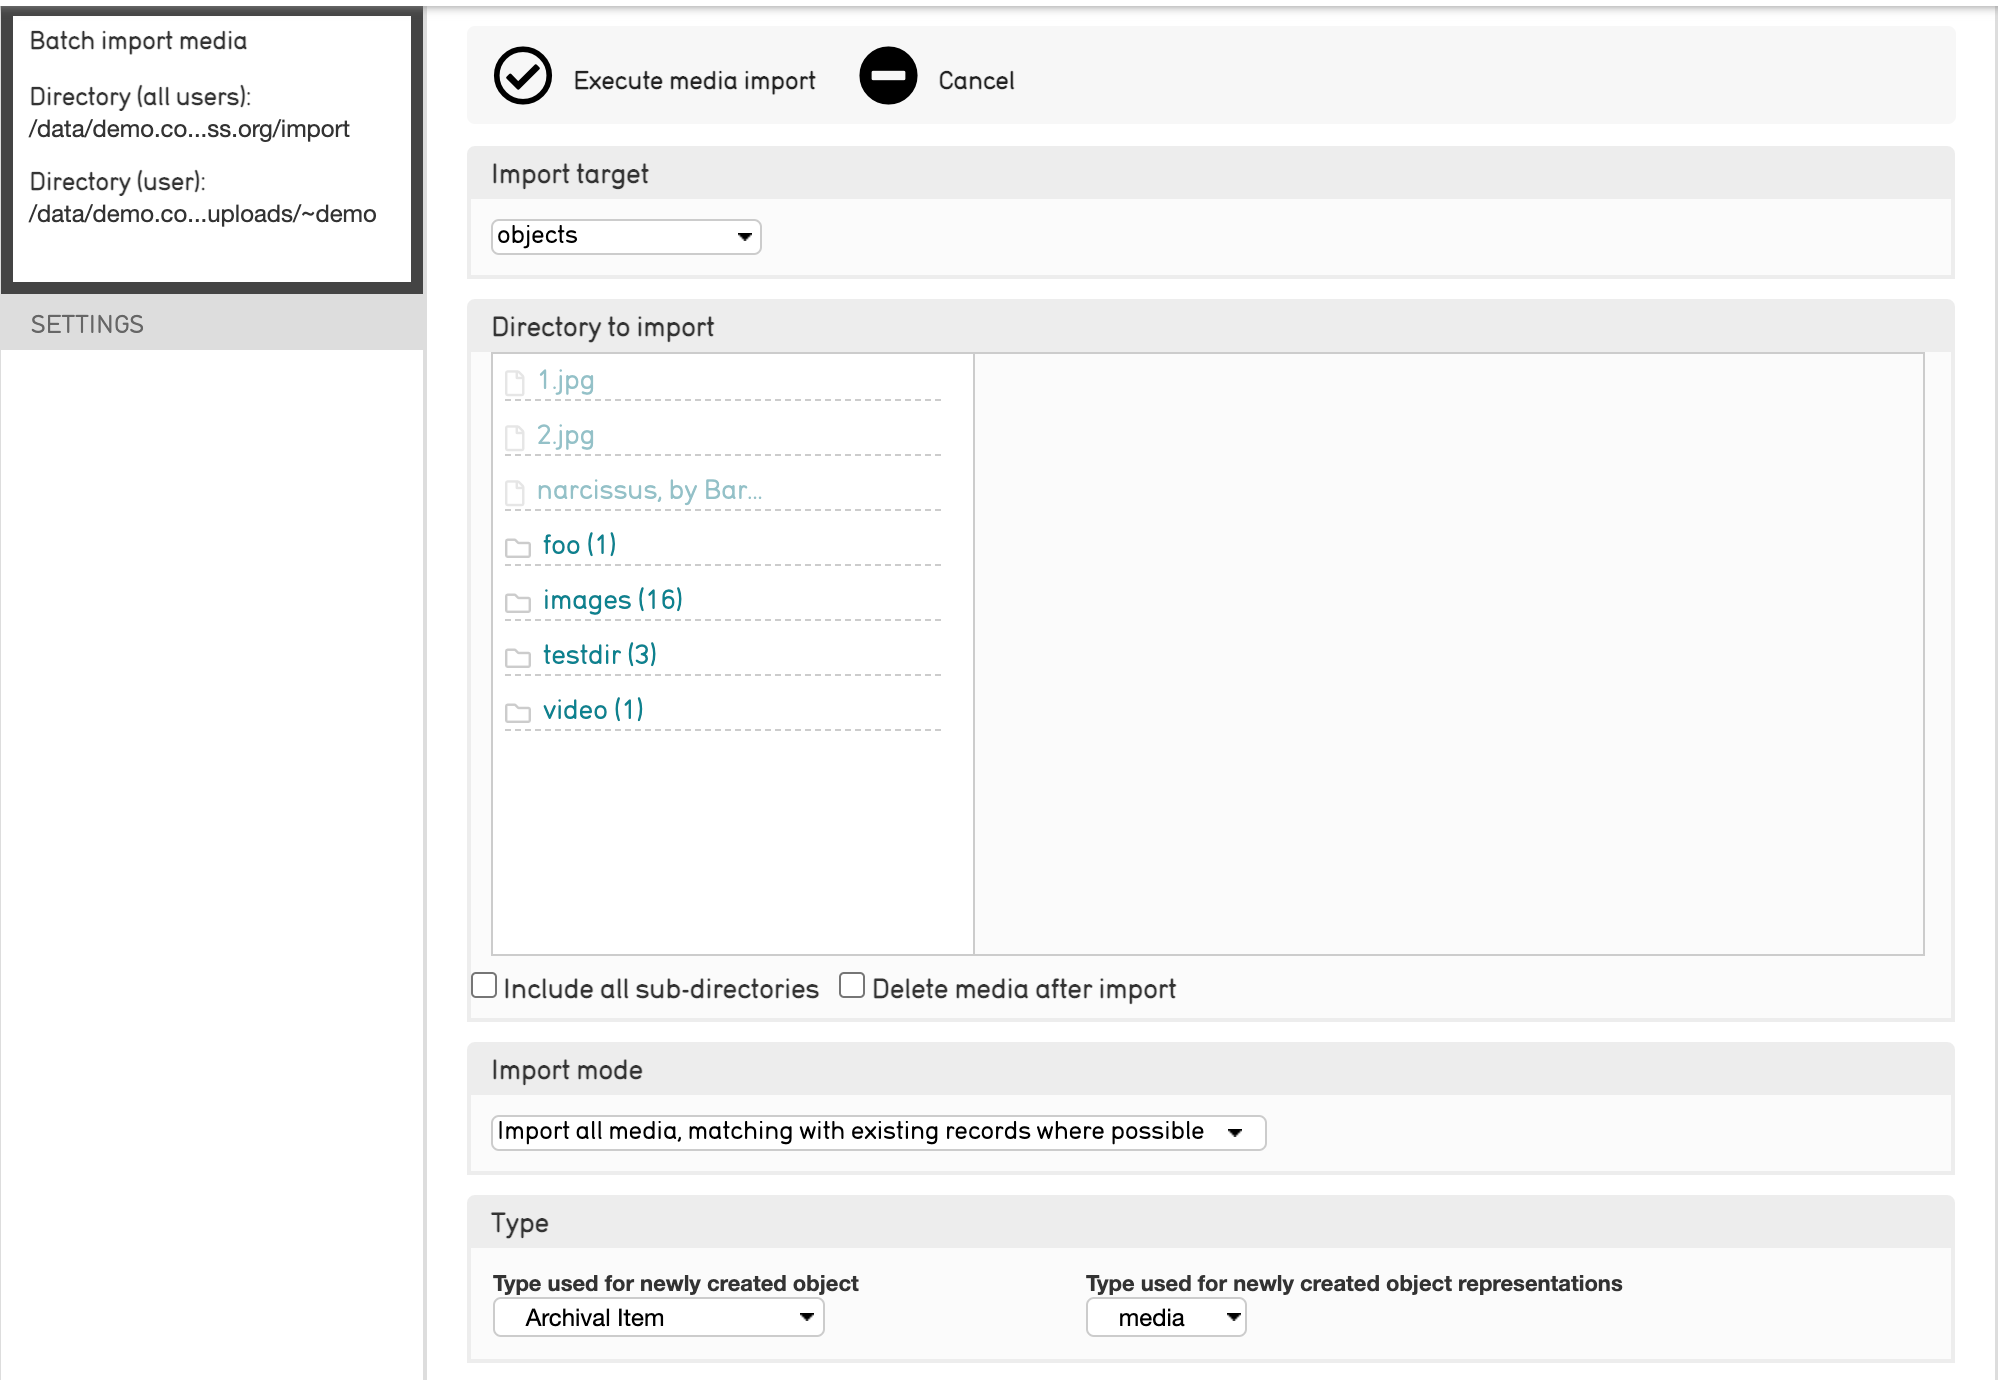 Batch import media
Directory (all users):
/data/demo.co...ss.org/import
Directory (user):
/data/demo.co...uploads/~demo
SETTINGS
Execute media import
Cancel
Import target
objects
Directory to import
1.jpg
2.jpg
narcissus, by Bar...
foo (1)
images (16)
testdir (3)
video (1)
Include all sub-directories
Delete media after import
Import mode
Import all media, matching with existing records where possible
Type
Type used for newly created object
Type used for newly created object representations
Archival Item
media